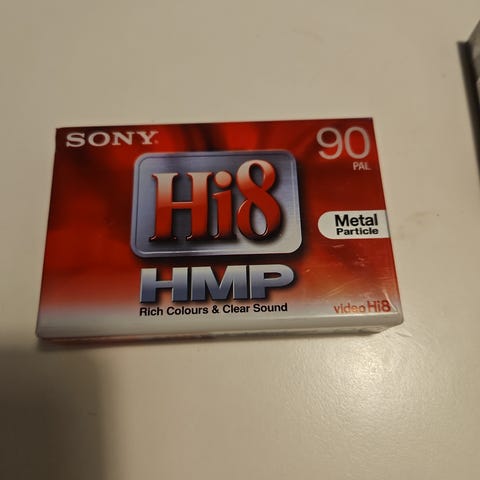 SONY
90
PAL
Hi8
Metal
Particle
HMP
Rich Colours & Clear Sound
video Hi8